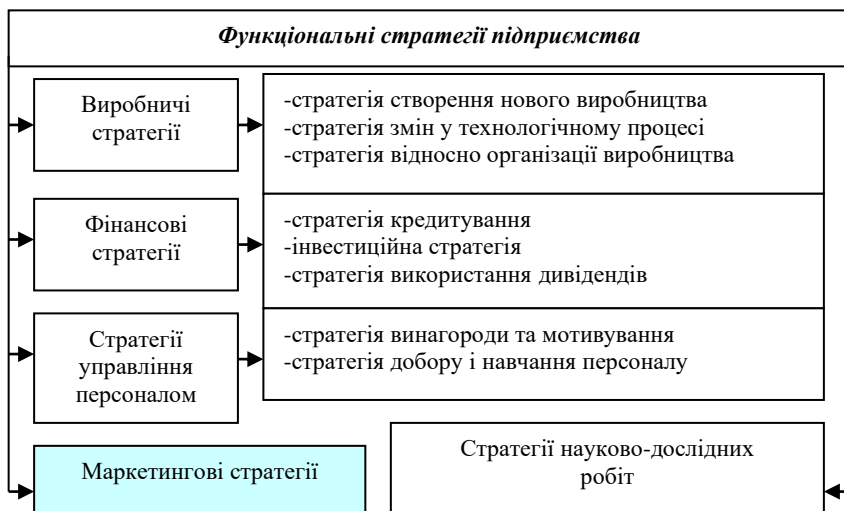 Функціональні стратегії підприємства
Виробничі
стратегії
-стратегія створення нового виробництва
-стратегія змін у технологічному процесі
-стратегія відносно організації виробництва
Фінансові
стратегії
-стратегія кредитування
-інвестиційна стратегія
-стратегія використання дивідендів
Стратегії
управління
персоналом
-стратегія винагороди та мотивування
-стратегія добору і навчання персоналу
Маркетингові стратегії
Стратегії науково-дослідних
робіт